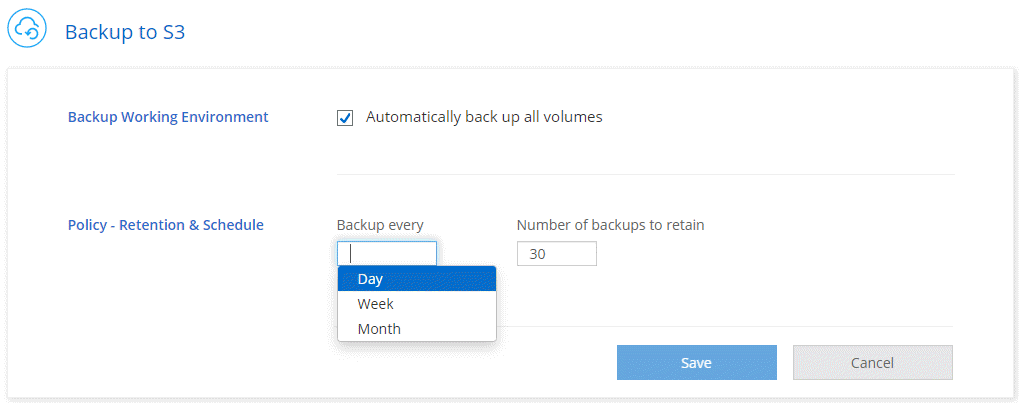 Backup to S3
Backup Working Environment
Automatically back up all volumes
Policy - Retention & Schedule
Backup every
Number of backups to retain
30
Day
Week
Month
Save
Cancel